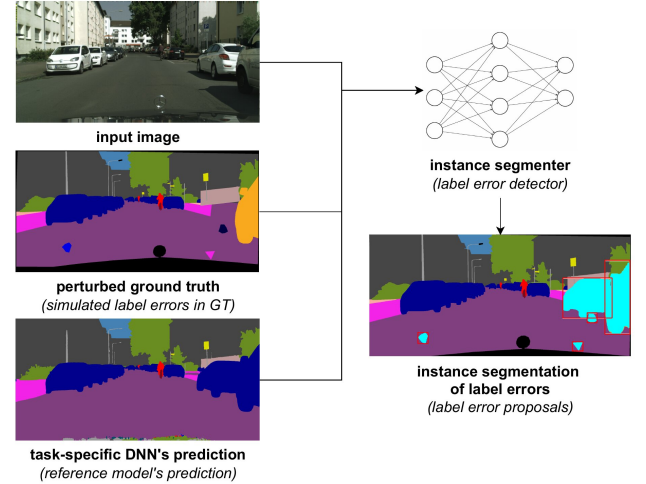 input image
perturbed ground truth
(simulated label errors in GT)
task-specific DNN's prediction
(reference model's prediction)
instance segmenter
(label error detector)
instance segmentation
of label errors
(label error proposals)